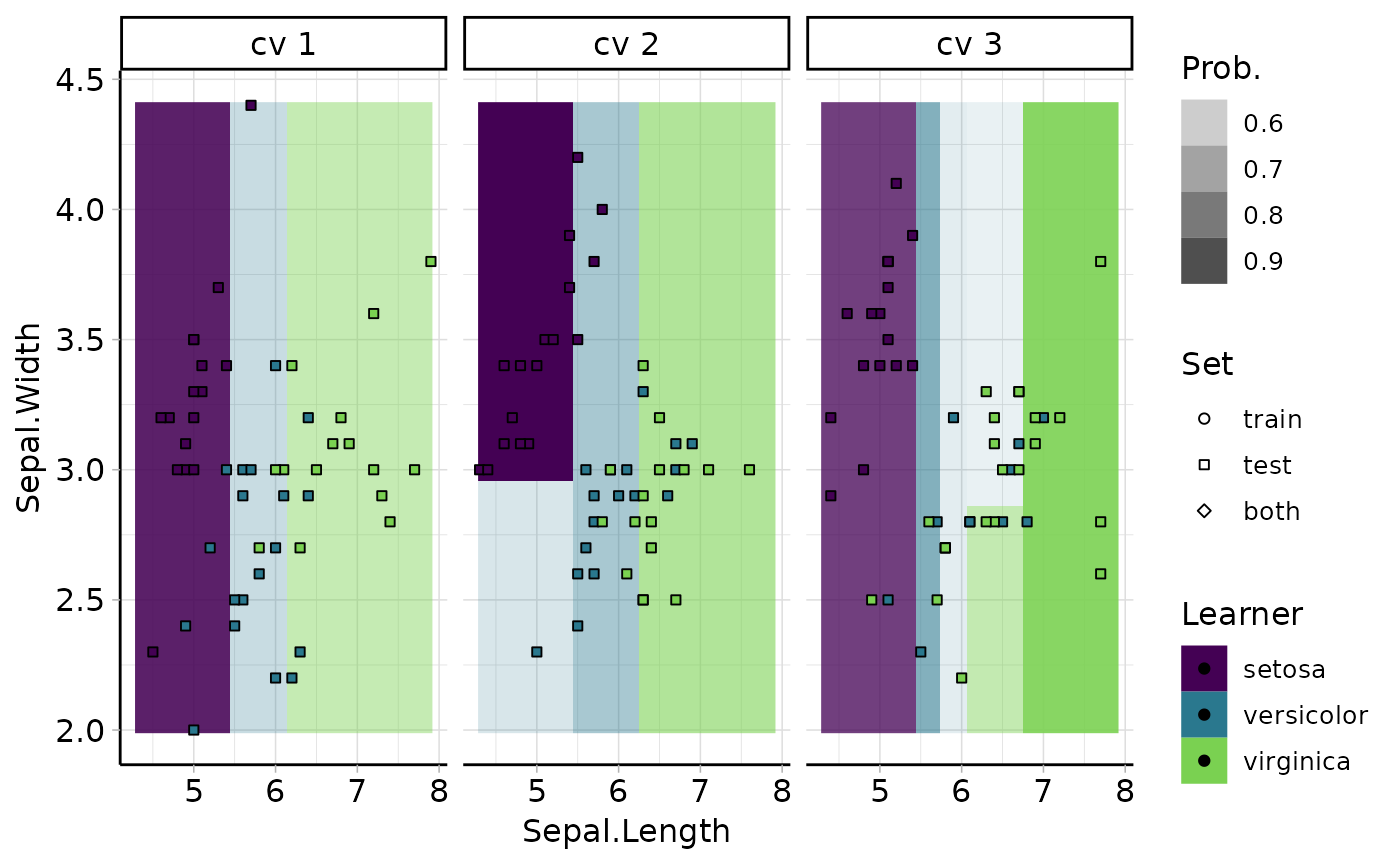 cv 1
cv 2
cv 3
4.5
4.0
3.5
3.0
2.5
2.0
Sepal.Width
5 6 7 8
5 6 7 8
5 6 7 8
Sepal.Length
Prob.
0.6
0.7
0.8
0.9
Set
train
test
both
Learner
setosa
versicolor
virginica